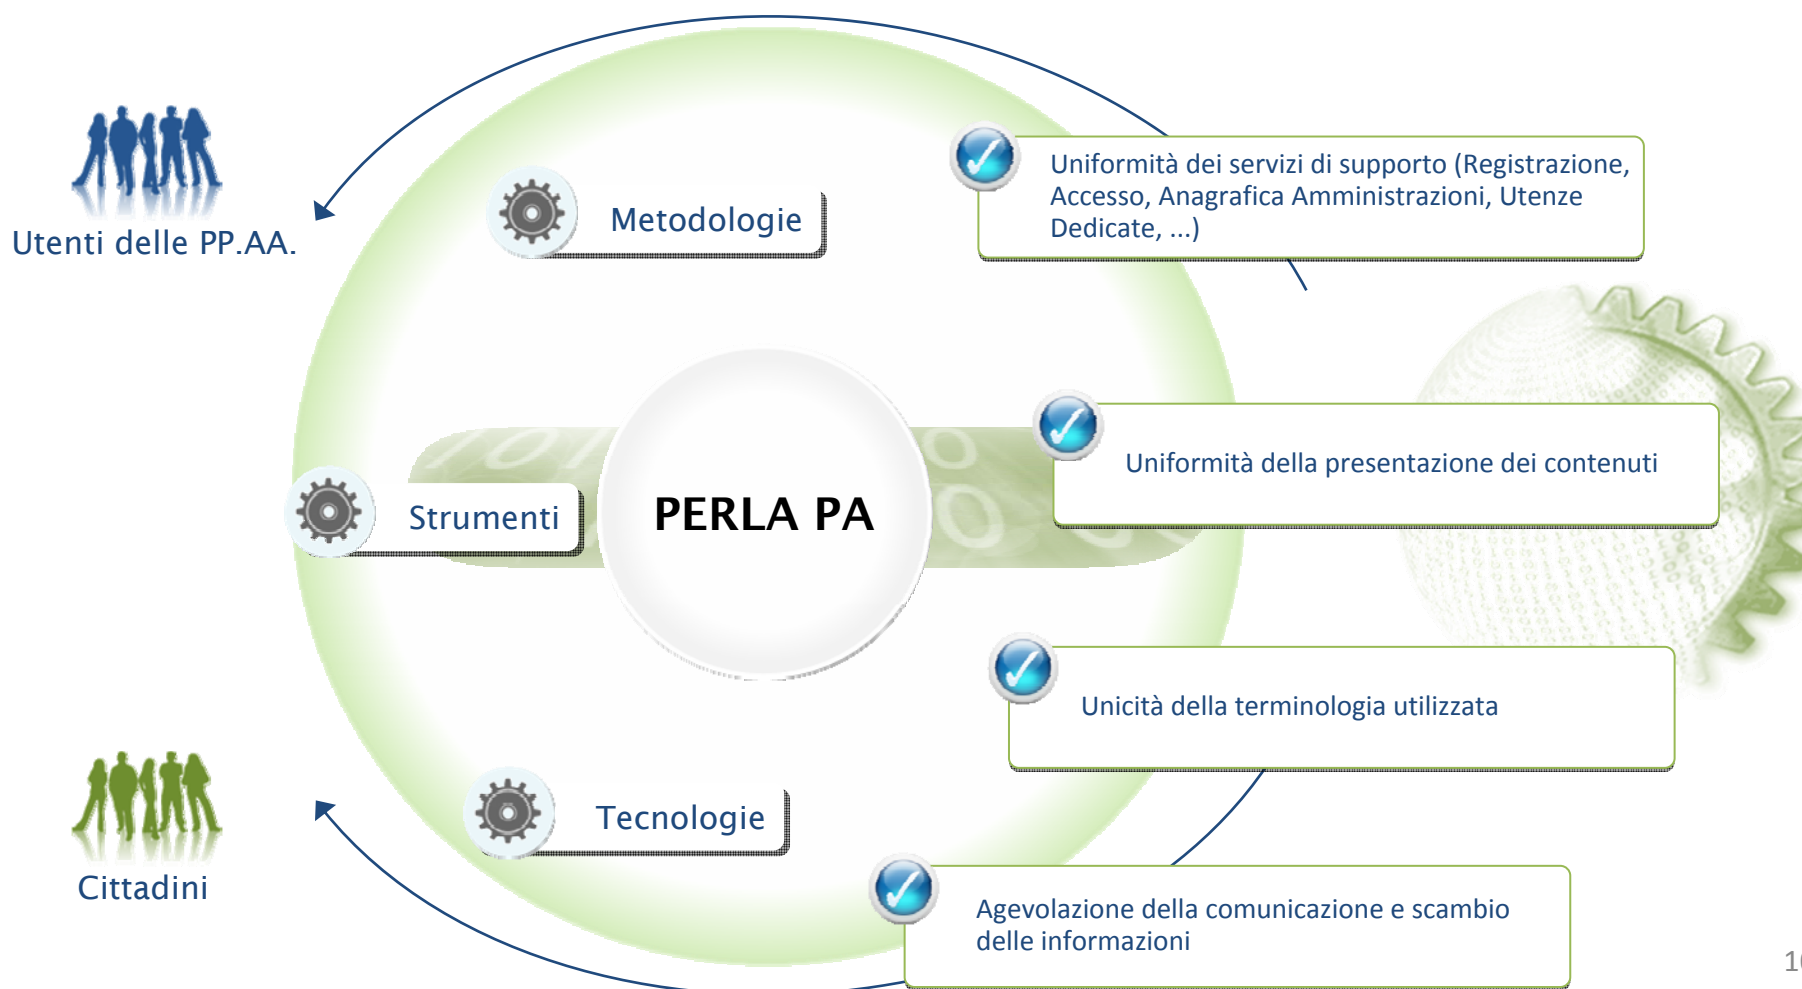 Utenti delle PP.AA.
Metodologie
Uniformità dei servizi di supporto (Registrazione,
Accesso, Anagrafica Amministrazioni, Utenze
Dedicate, ...)
Strumenti
PERLA PA
Uniformità della presentazione dei contenuti
Unicità della terminologia utilizzata
Tecnologie
Cittadini
Agevolazione della comunicazione e scambio
delle informazioni